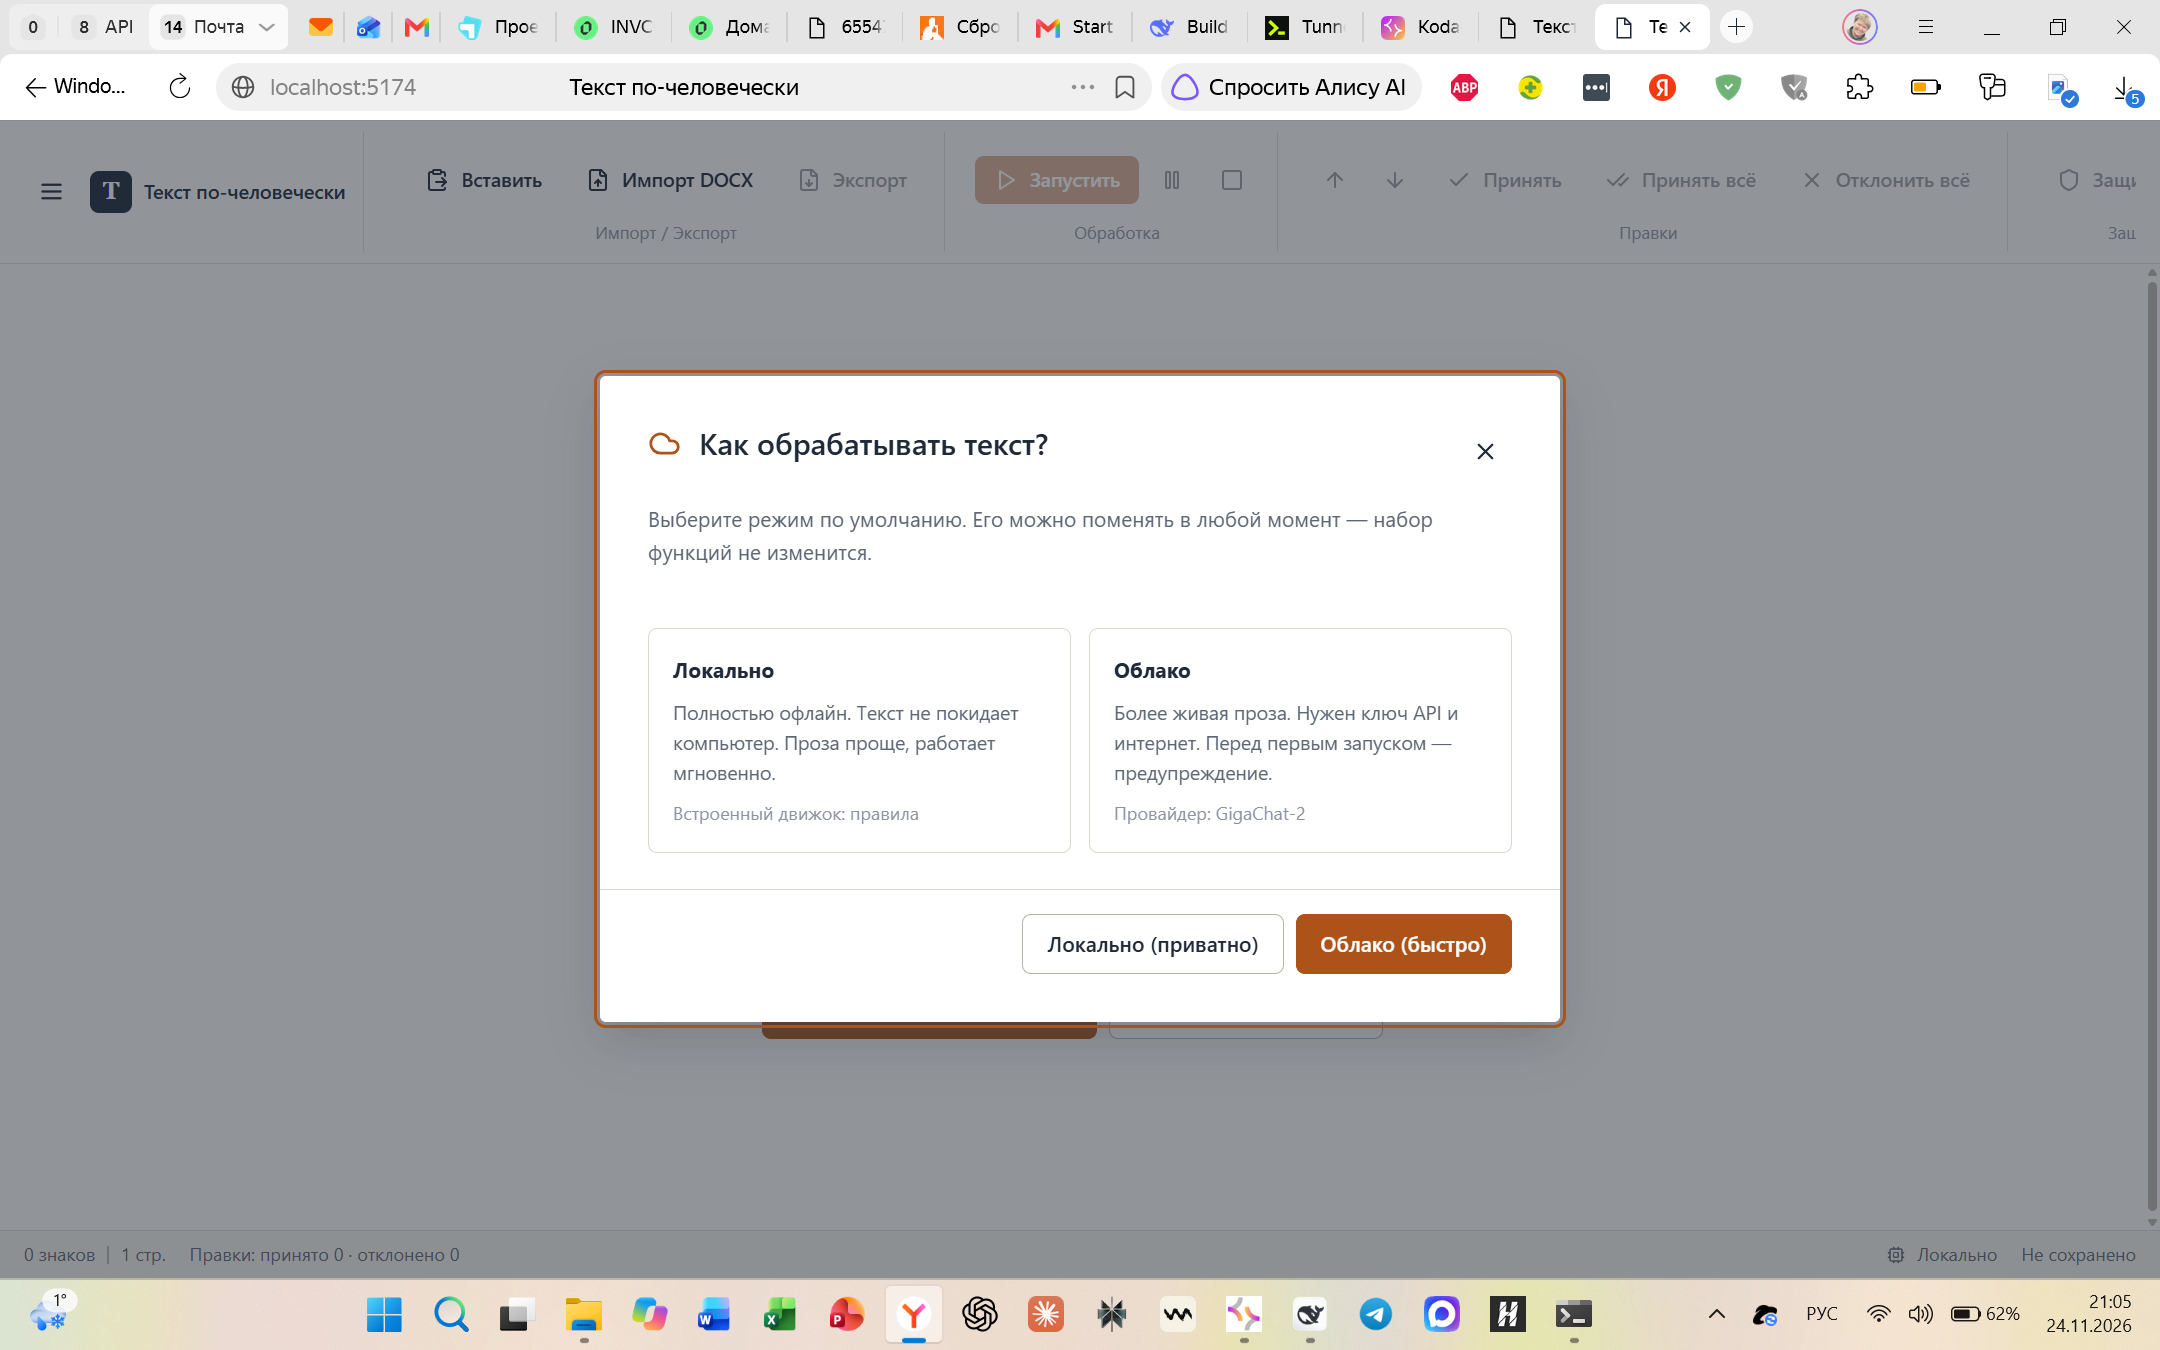 0
8 API
14 Почта
Прое
INVC
Дома
6554
Сбро
Start
Build
Tunn
Koda
Текст
Те
Windo...
localhost:5174
Текст по-человечески
Спросить Алису AI
ABP
Я
5
T Текст по-человечески
Вставить
Импорт DOCX
Экспорт
Импорт / Экспорт
Запустить
Обработка
Принять
Принять всё
Отклонить всё
Правки
Защи
Защ
Как обрабатывать текст?
Выберите режим по умолчанию. Его можно поменять в любой момент — набор
функций не изменится.
Локально
Полностью офлайн. Текст не покидает
компьютер. Проза проще, работает
мгновенно.
Встроенный движок: правила
Облако
Более живая проза. Нужен ключ API и
интернет. Перед первым запуском —
предупреждение.
Провайдер: GigaChat-2
Локально (приватно)
Облако (быстро)
0 знаков | 1 стр. Правки: принято 0 · отклонено 0
Локально
Не сохранено
1°
РУС
62%
21:05
24.11.2026